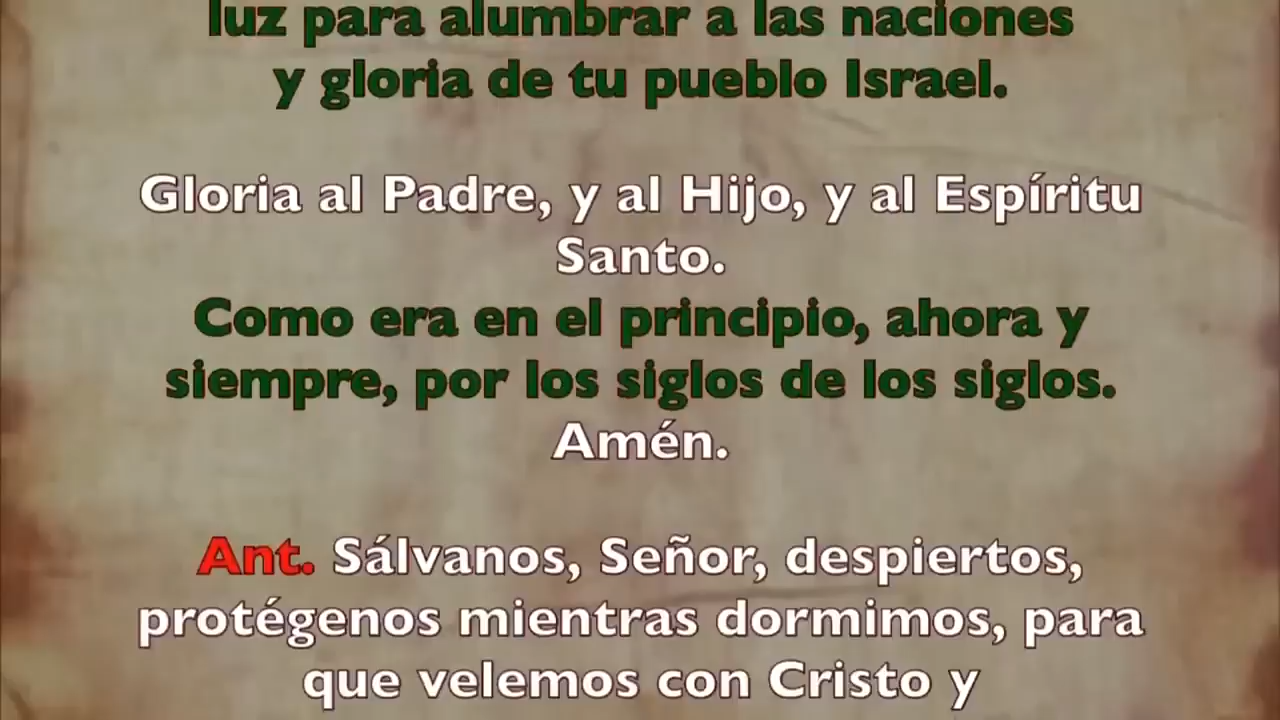 luz para alumbrar a las naciones
y gloria de tu pueblo Israel.
Gloria al Padre, y al Hijo, y al Espíritu
Santo.
Como era en el principio, ahora y
siempre, por los siglos de los siglos.
Amén.
Ant. Sálvanos, Señor, despiertos,
protégenos mientras dormimos, para
que velemos con Cristo y